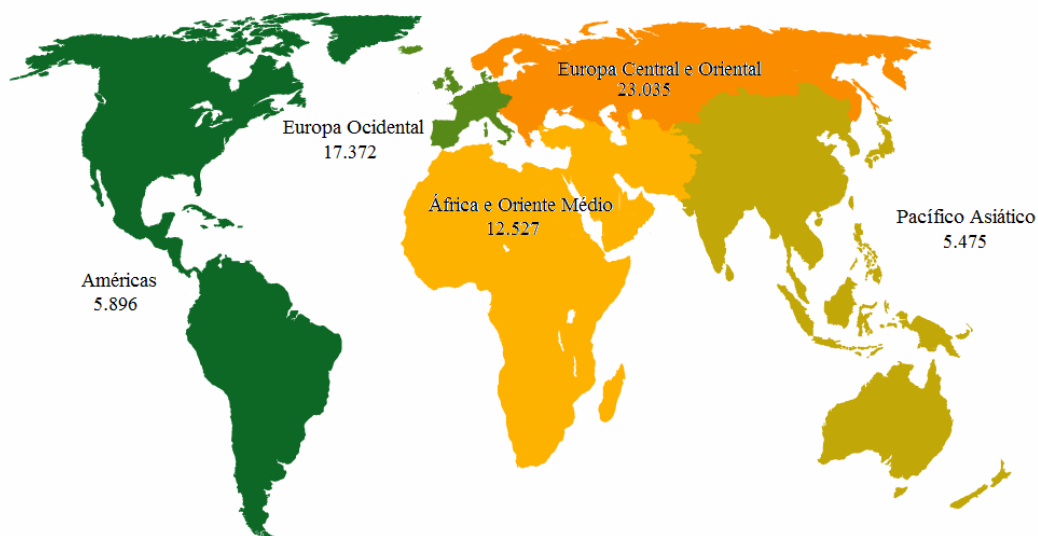 Europa Central e Oriental
23.035
Europa Ocidental
17.372
África e Oriente Médio
12.527
Pacífico Asiático
5.475
Américas
5.896